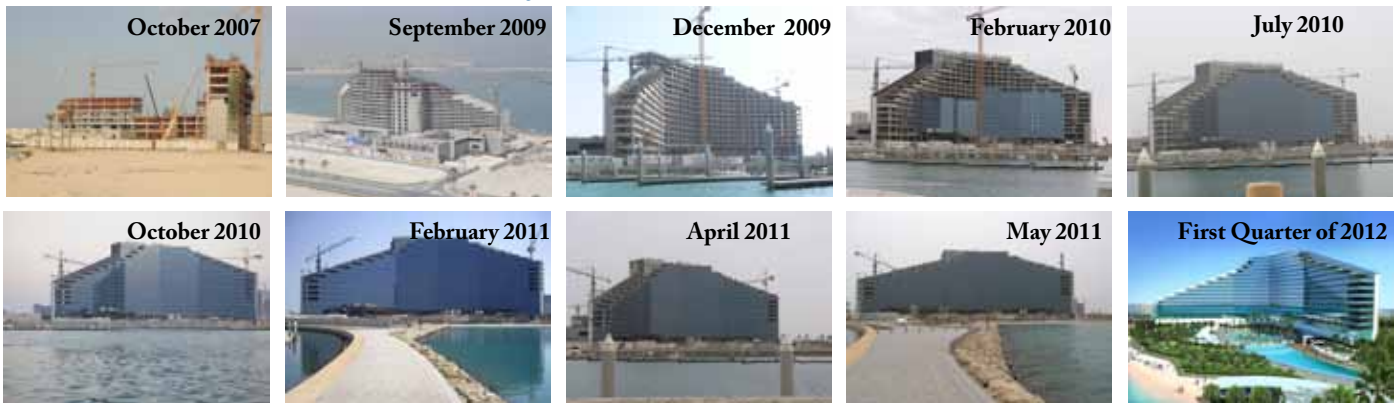 October 2007
September 2009
December 2009
February 2010
July 2010
October 2010
February 2011
April 2011
May 2011
First Quarter of 2012